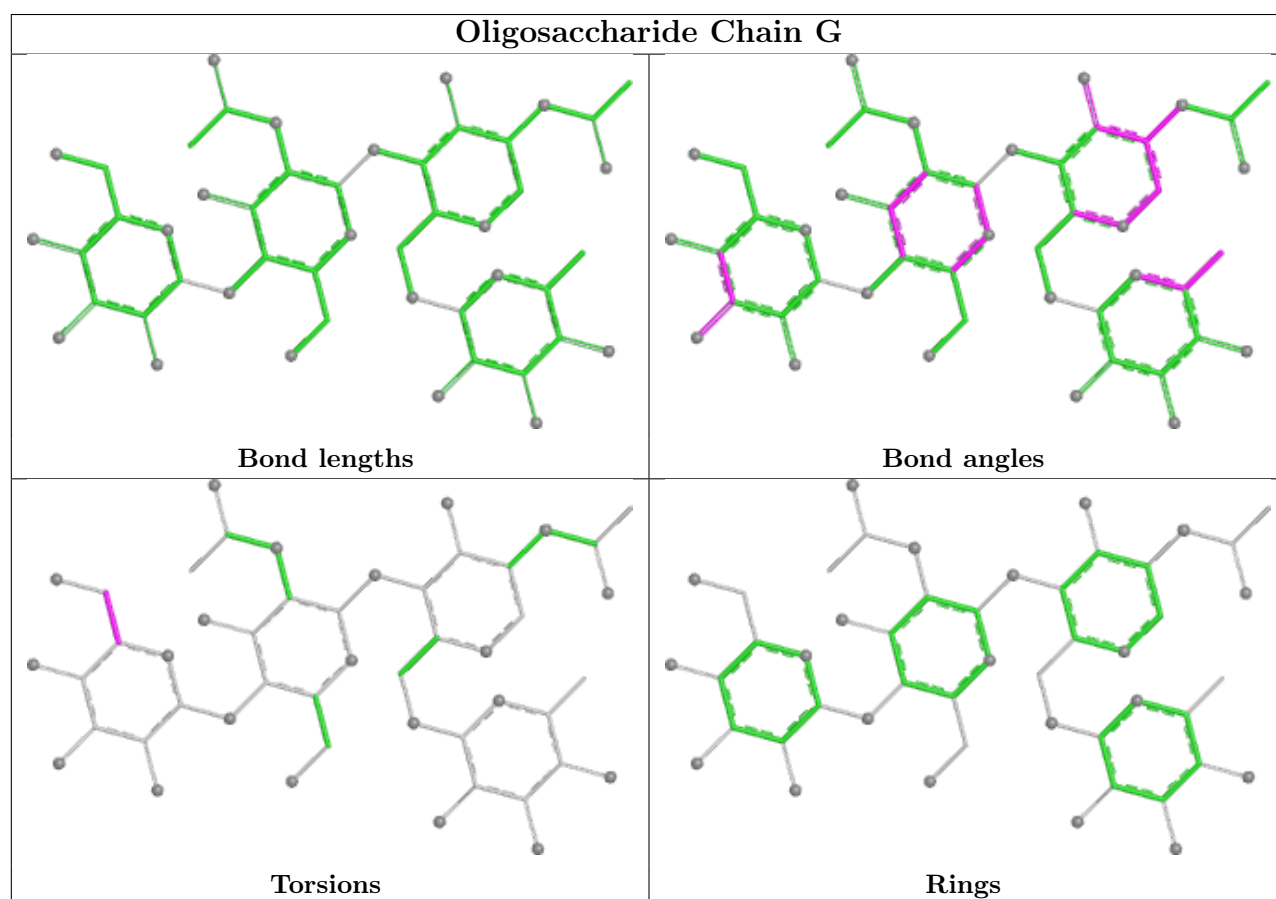 Oligosaccharide Chain G
Bond lengths
Bond angles
Torsions
Rings